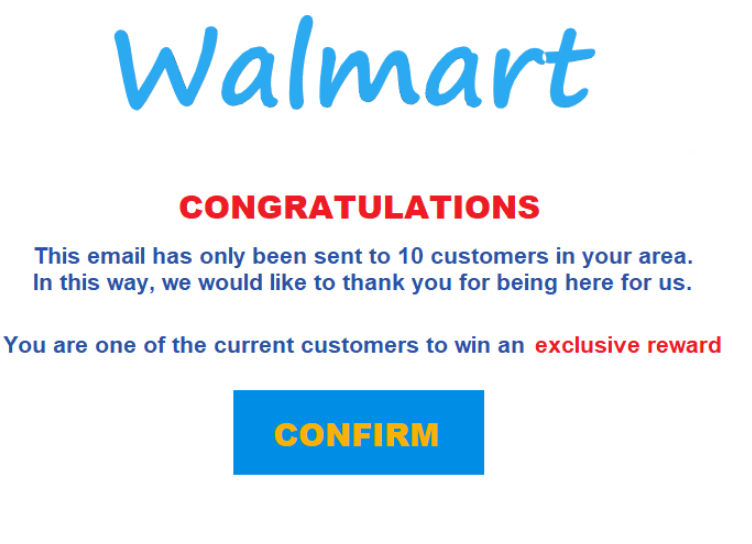 Walmart
CONGRATULATIONS
This email has only been sent to 10 customers in your area.
In this way, we would like to thank you for being here for us.
You are one of the current customers to win an exclusive reward
CONFIRM